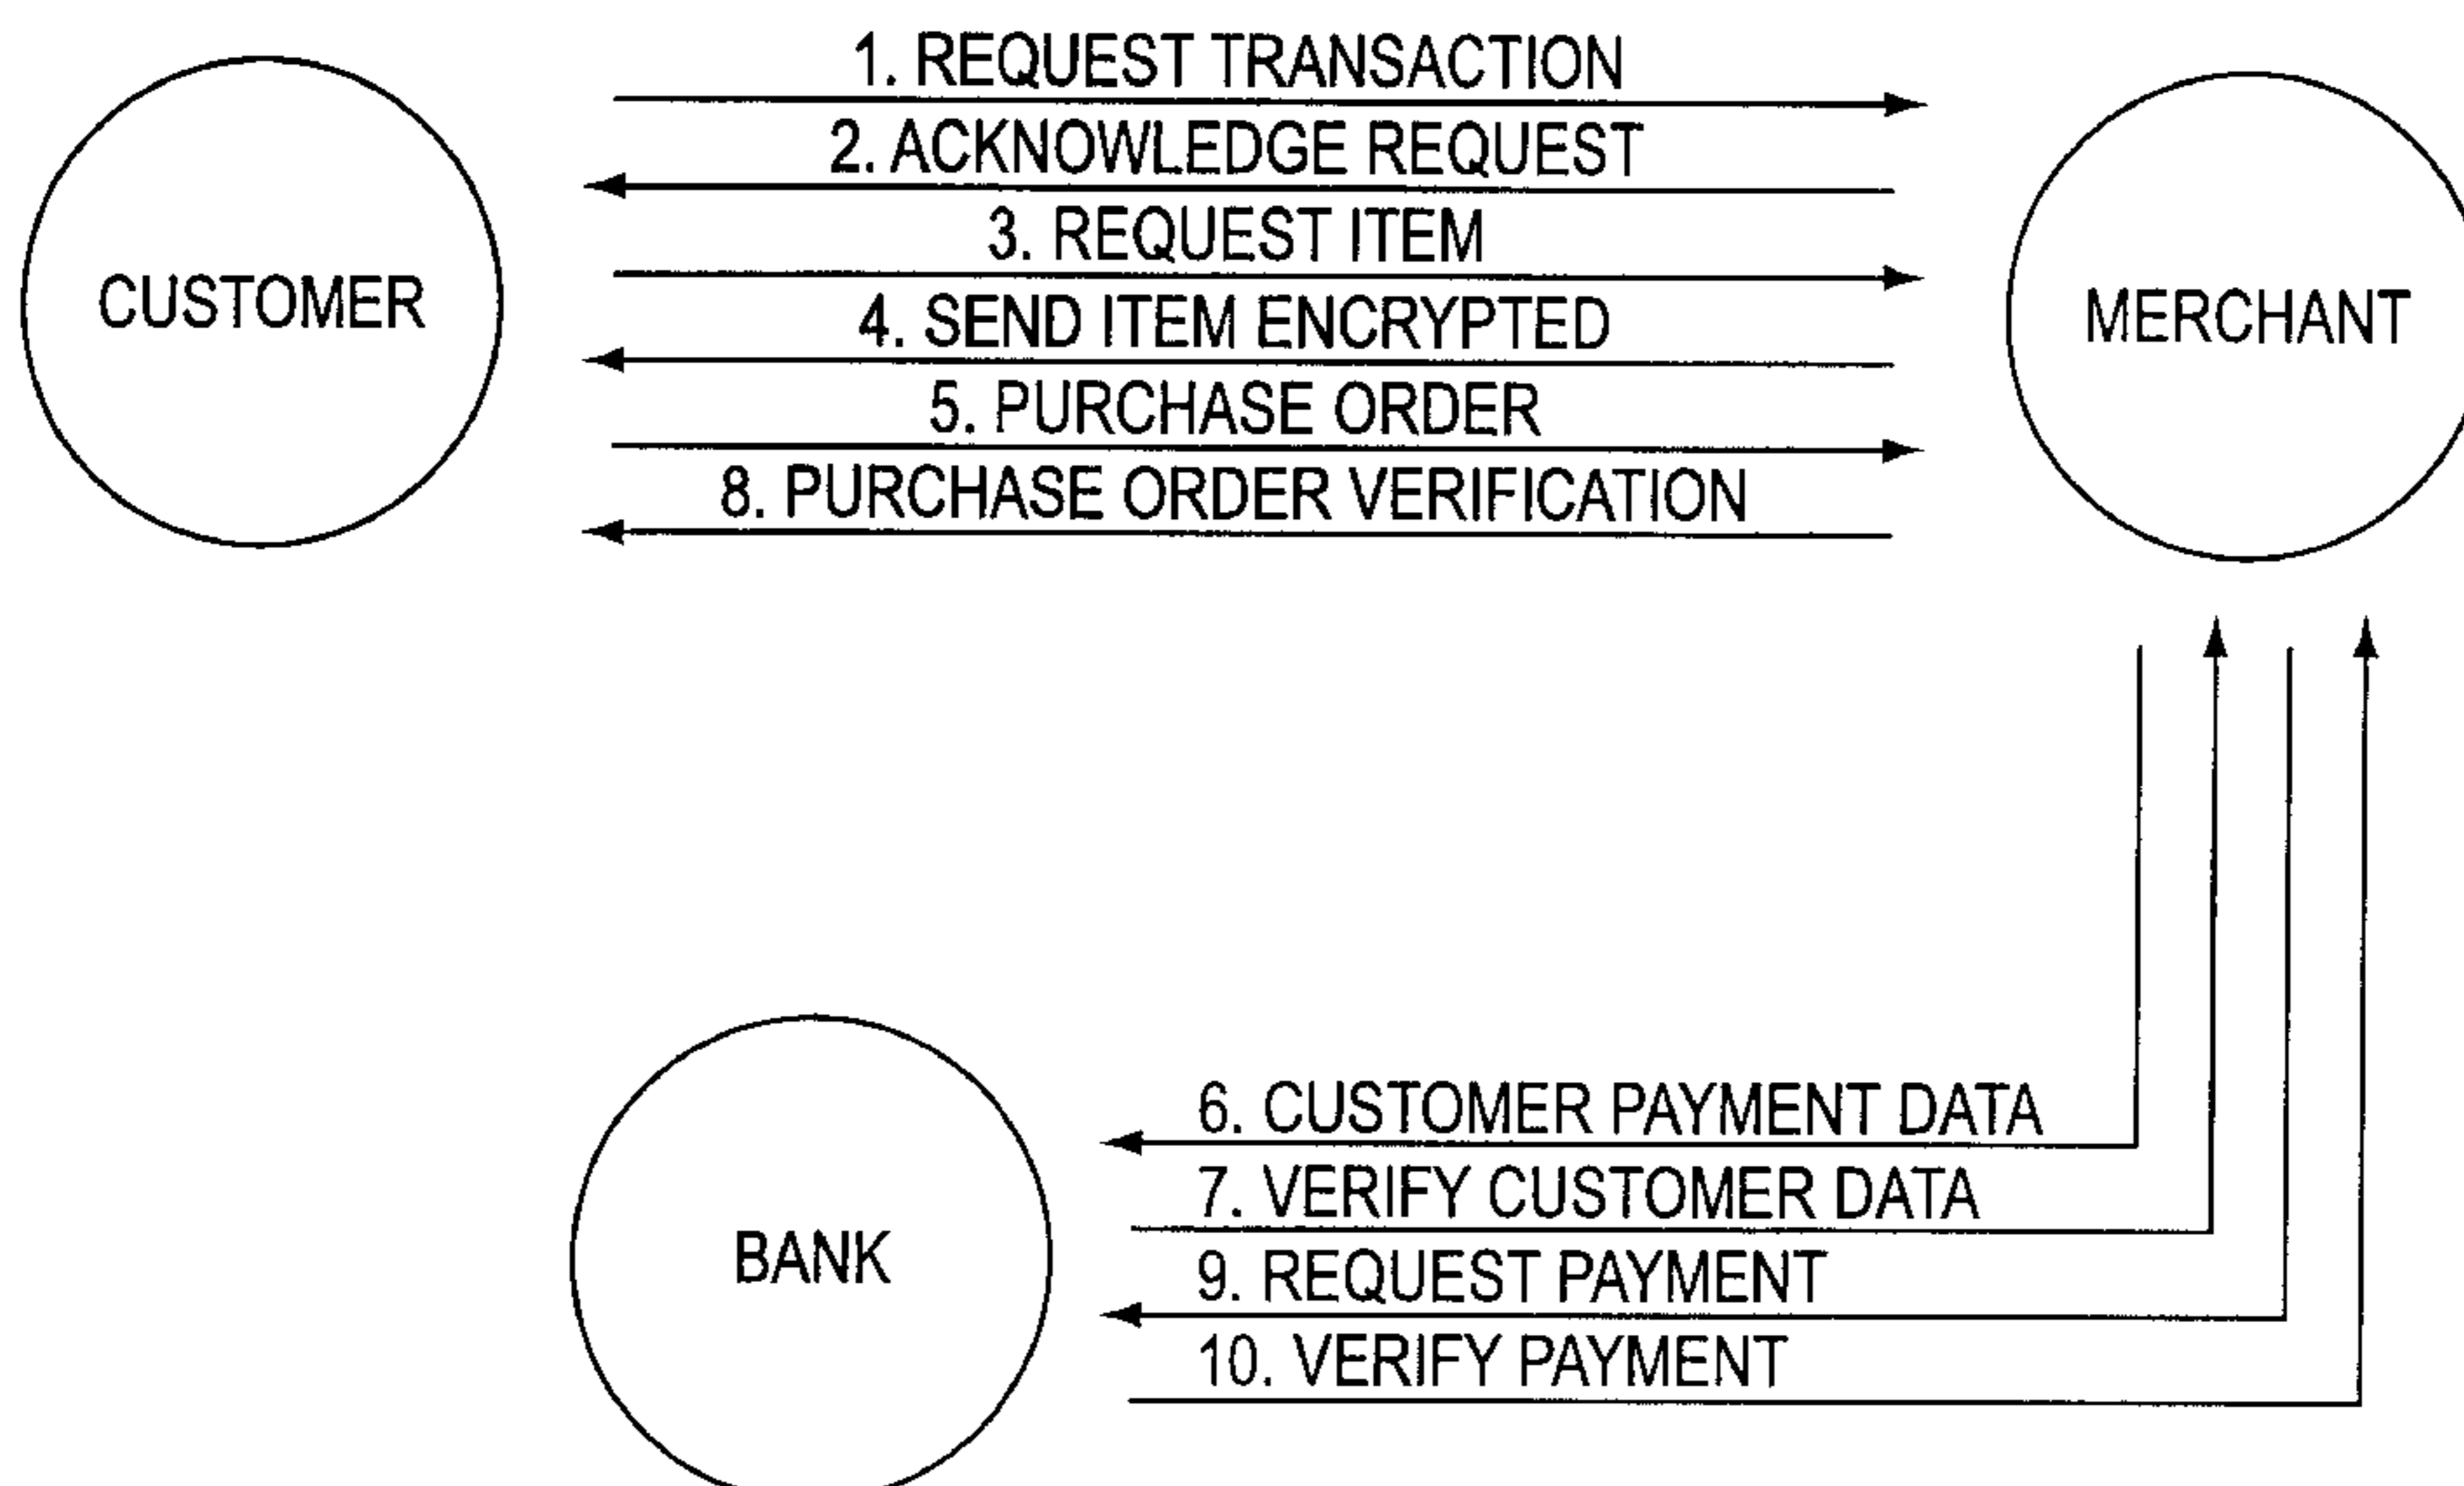 1. REQUEST TRANSACTION
2. ACKNOWLEDGE REQUEST
3. REQUEST ITEM
CUSTOMER
MERCHANT
4. SEND ITEM ENCRYPTED
5. PURCHASE ORDER
8. PURCHASE ORDER VERIFICATION
6. CUSTOMER PAYMENT DATA
7. VERIFY CUSTOMER DATA
BANK
9. REQUEST PAYMENT
10. VERIFY PAYMENT